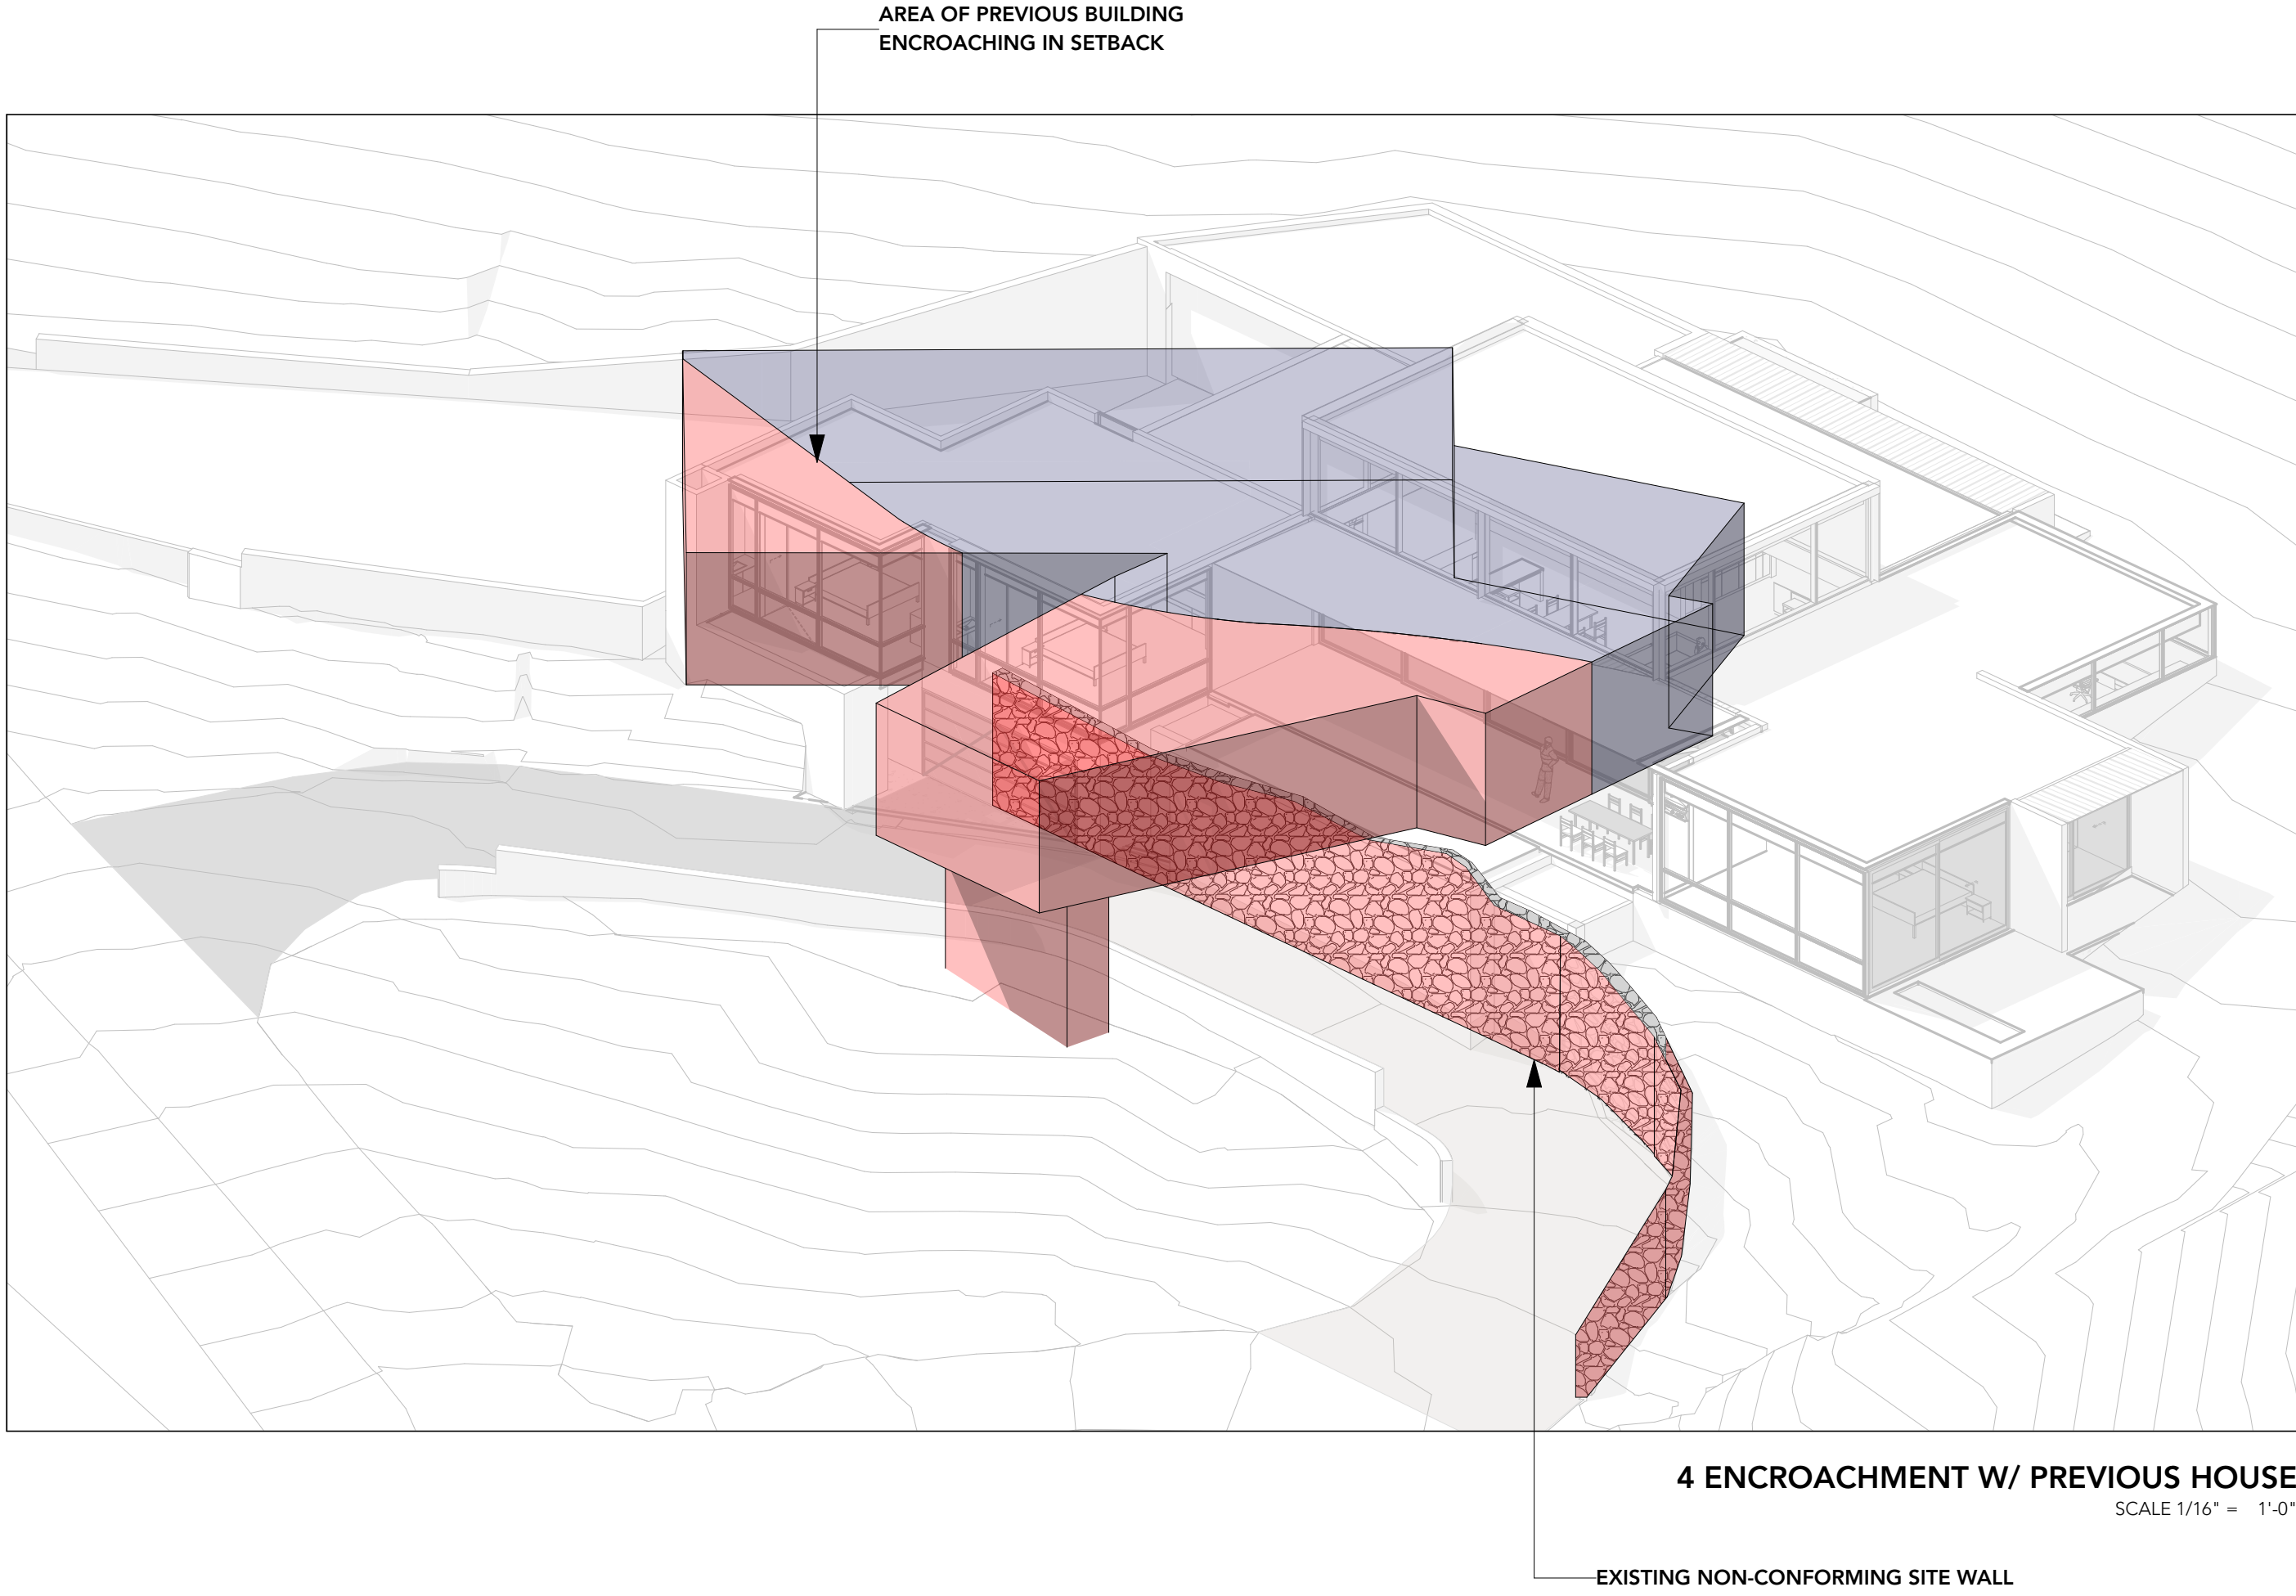 AREA OF PREVIOUS BUILDING
ENCROACHING IN SETBACK
4 ENCROACHMENT W/ PREVIOUS HOUSE
SCALE 1/16" = 1'-0"
EXISTING NON-CONFORMING SITE WALL